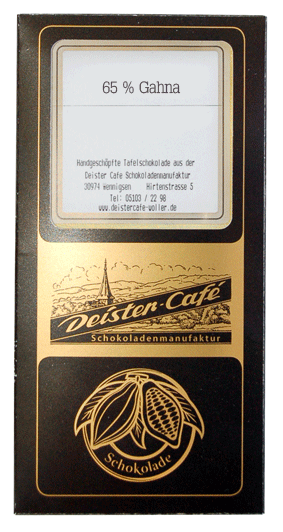 65 % Gahna
Handgeschöpfte Tafelschokolade aus der
Deister Cafe Schokoladenmanufaktur
30974 Wennigsen Hirtenstrasse 5
Tel: 05103 / 22 98
www.deistercafe-woller.de
Deister-Café
Schokoladenmanufaktur
Schokolade